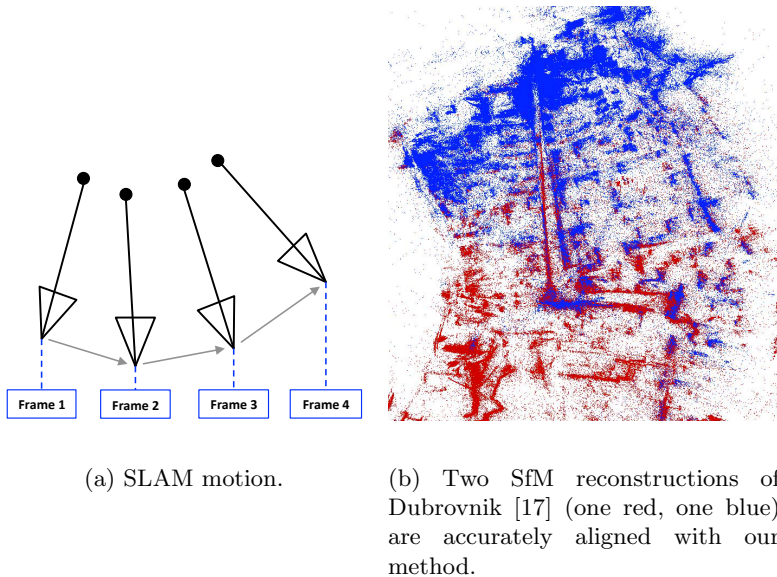 Frame 1
Frame 2
Frame 3
Frame 4
(a) SLAM motion.
(b) Two SfM reconstructions of
Dubrovnik [17] (one red, one blue)
are accurately aligned with our
method.